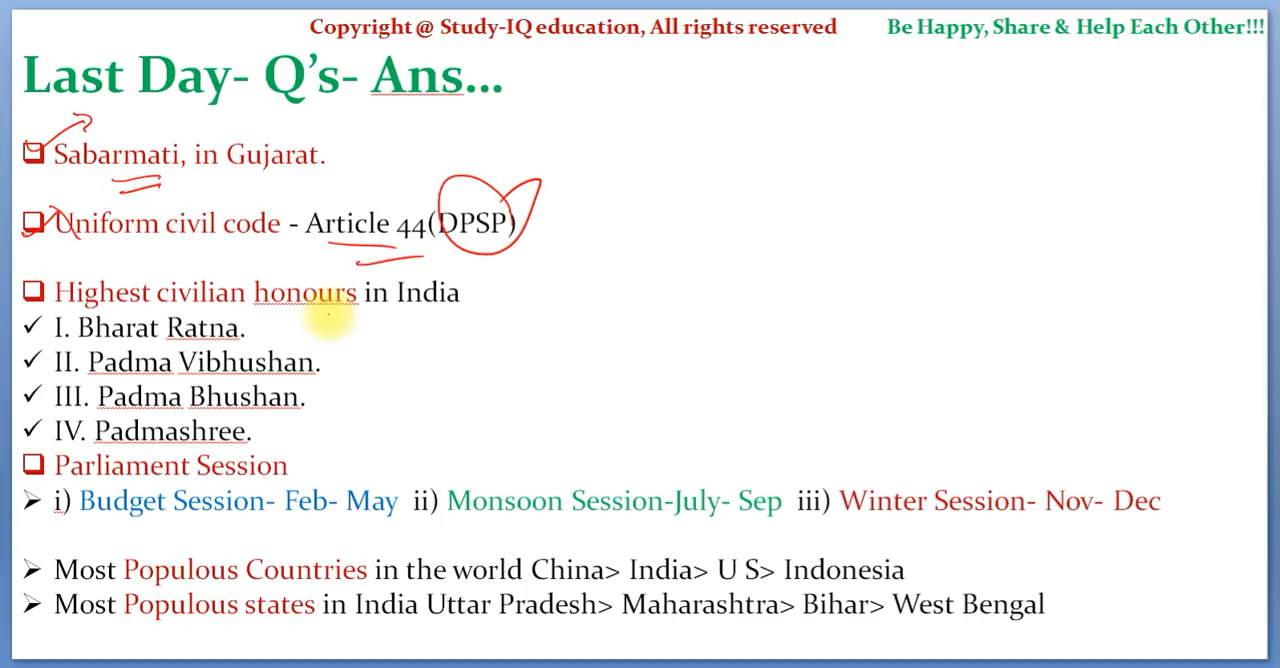 Copyright @ Study-IQ education, All rights reserved Be Happy, Share & Help Each Other!!!
Last Day- Q's- Ans...
Sabarmati, in Gujarat.
Uniform civil code - Article 44(DPSP)
Highest civilian honours in India
I. Bharat Ratna.
II. Padma Vibhushan.
III. Padma Bhushan.
IV. Padmashree.
Parliament Session
i) Budget Session- Feb- May ii) Monsoon Session-July- Sep iii) Winter Session- Nov- Dec
Most Populous Countries in the world China> India> U S> Indonesia
Most Populous states in India Uttar Pradesh> Maharashtra> Bihar> West Bengal